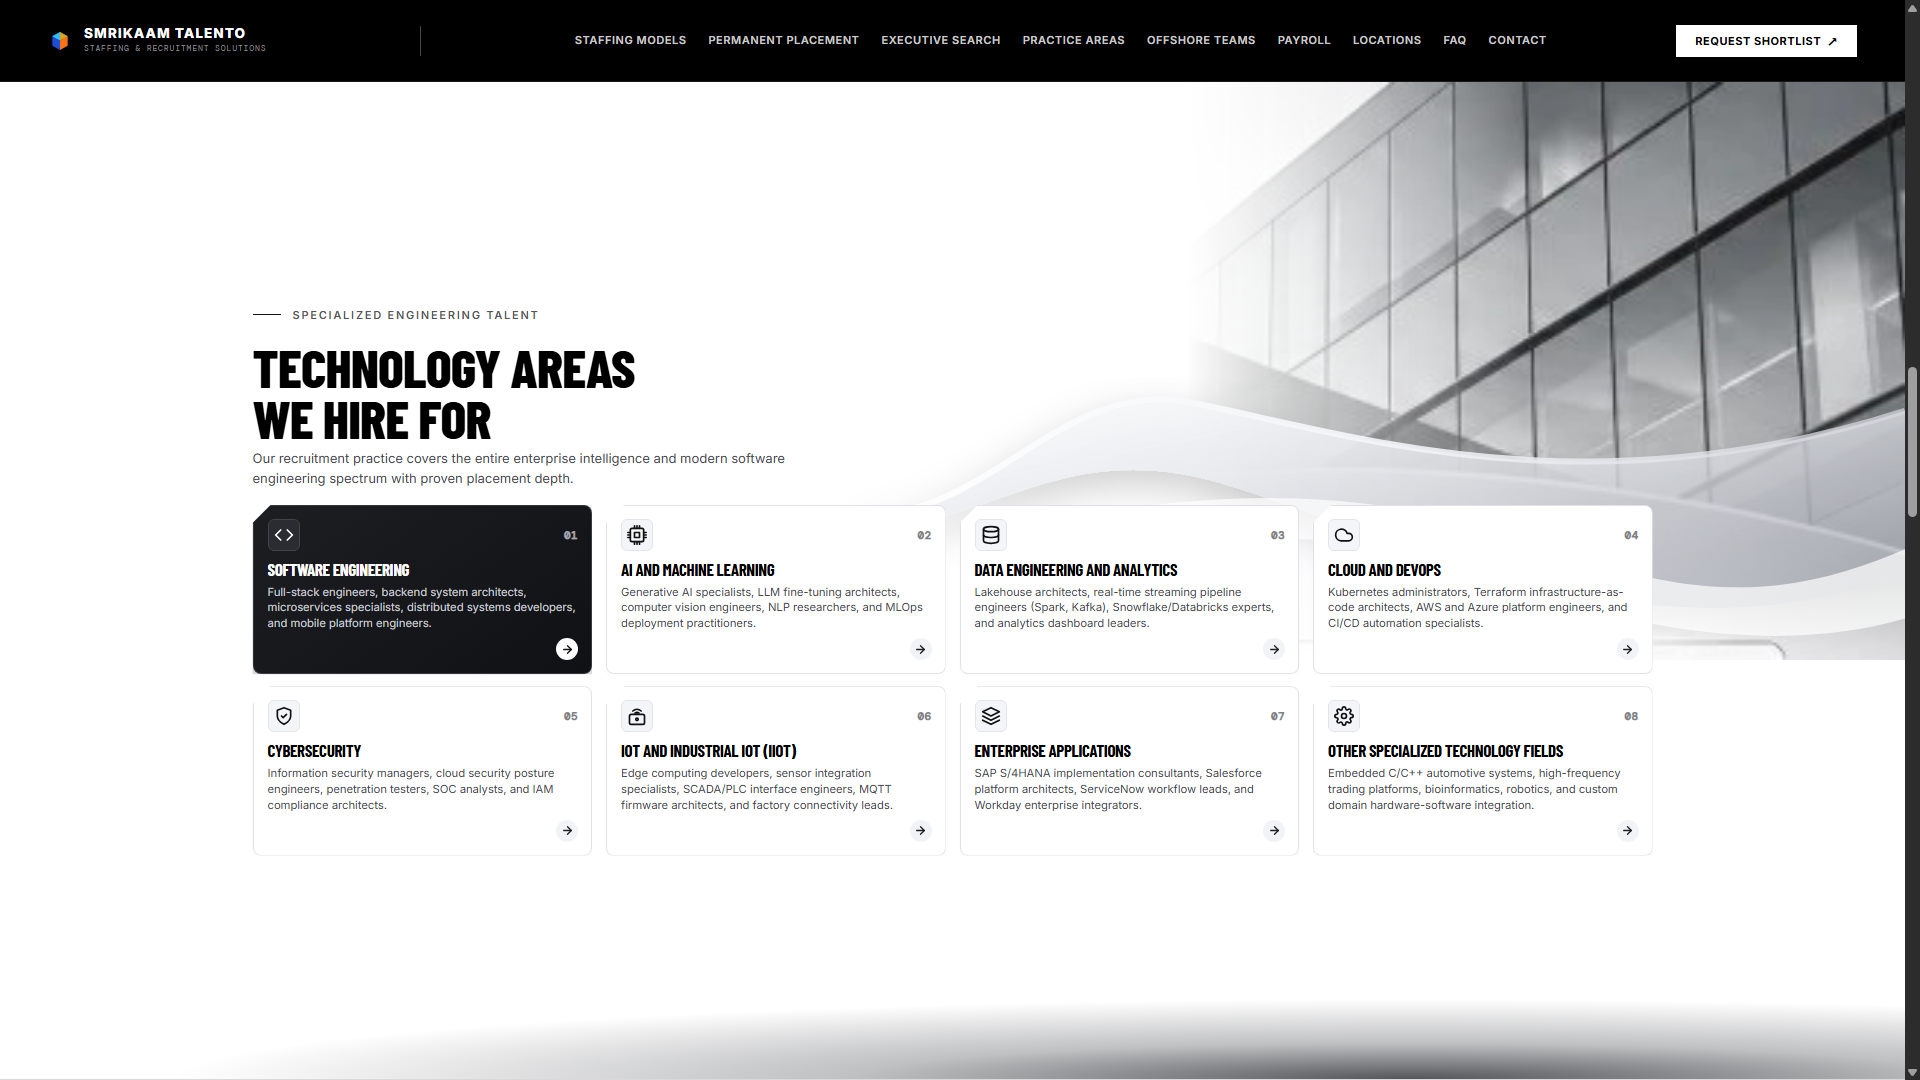 SMRIKAAM TALENTO
STAFFING & RECRUITMENT SOLUTIONS
STAFFING MODELS PERMANENT PLACEMENT EXECUTIVE SEARCH PRACTICE AREAS OFFSHORE TEAMS PAYROLL LOCATIONS FAQ CONTACT
REQUEST SHORTLIST ↗
SPECIALIZED ENGINEERING TALENT
TECHNOLOGY AREAS
WE HIRE FOR
Our recruitment practice covers the entire enterprise intelligence and modern software
engineering spectrum with proven placement depth.
01
SOFTWARE ENGINEERING
Full-stack engineers, backend system architects,
microservices specialists, distributed systems developers,
and mobile platform engineers.
02
AI AND MACHINE LEARNING
Generative AI specialists, LLM fine-tuning architects,
computer vision engineers, NLP researchers, and MLOps
deployment practitioners.
03
DATA ENGINEERING AND ANALYTICS
Lakehouse architects, real-time streaming pipeline
engineers (Spark, Kafka), Snowflake/Databricks experts,
and analytics dashboard leaders.
04
CLOUD AND DEVOPS
Kubernetes administrators, Terraform infrastructure-as-
code architects, AWS and Azure platform engineers, and
CI/CD automation specialists.
05
CYBERSECURITY
Information security managers, cloud security posture
engineers, penetration testers, SOC analysts, and IAM
compliance architects.
06
IOT AND INDUSTRIAL IOT (IIOT)
Edge computing developers, sensor integration
specialists, SCADA/PLC interface engineers, MQTT
firmware architects, and factory connectivity leads.
07
ENTERPRISE APPLICATIONS
SAP S/4HANA implementation consultants, Salesforce
platform architects, ServiceNow workflow leads, and
Workday enterprise integrators.
08
OTHER SPECIALIZED TECHNOLOGY FIELDS
Embedded C/C++ automotive systems, high-frequency
trading platforms, bioinformatics, robotics, and custom
domain hardware-software integration.